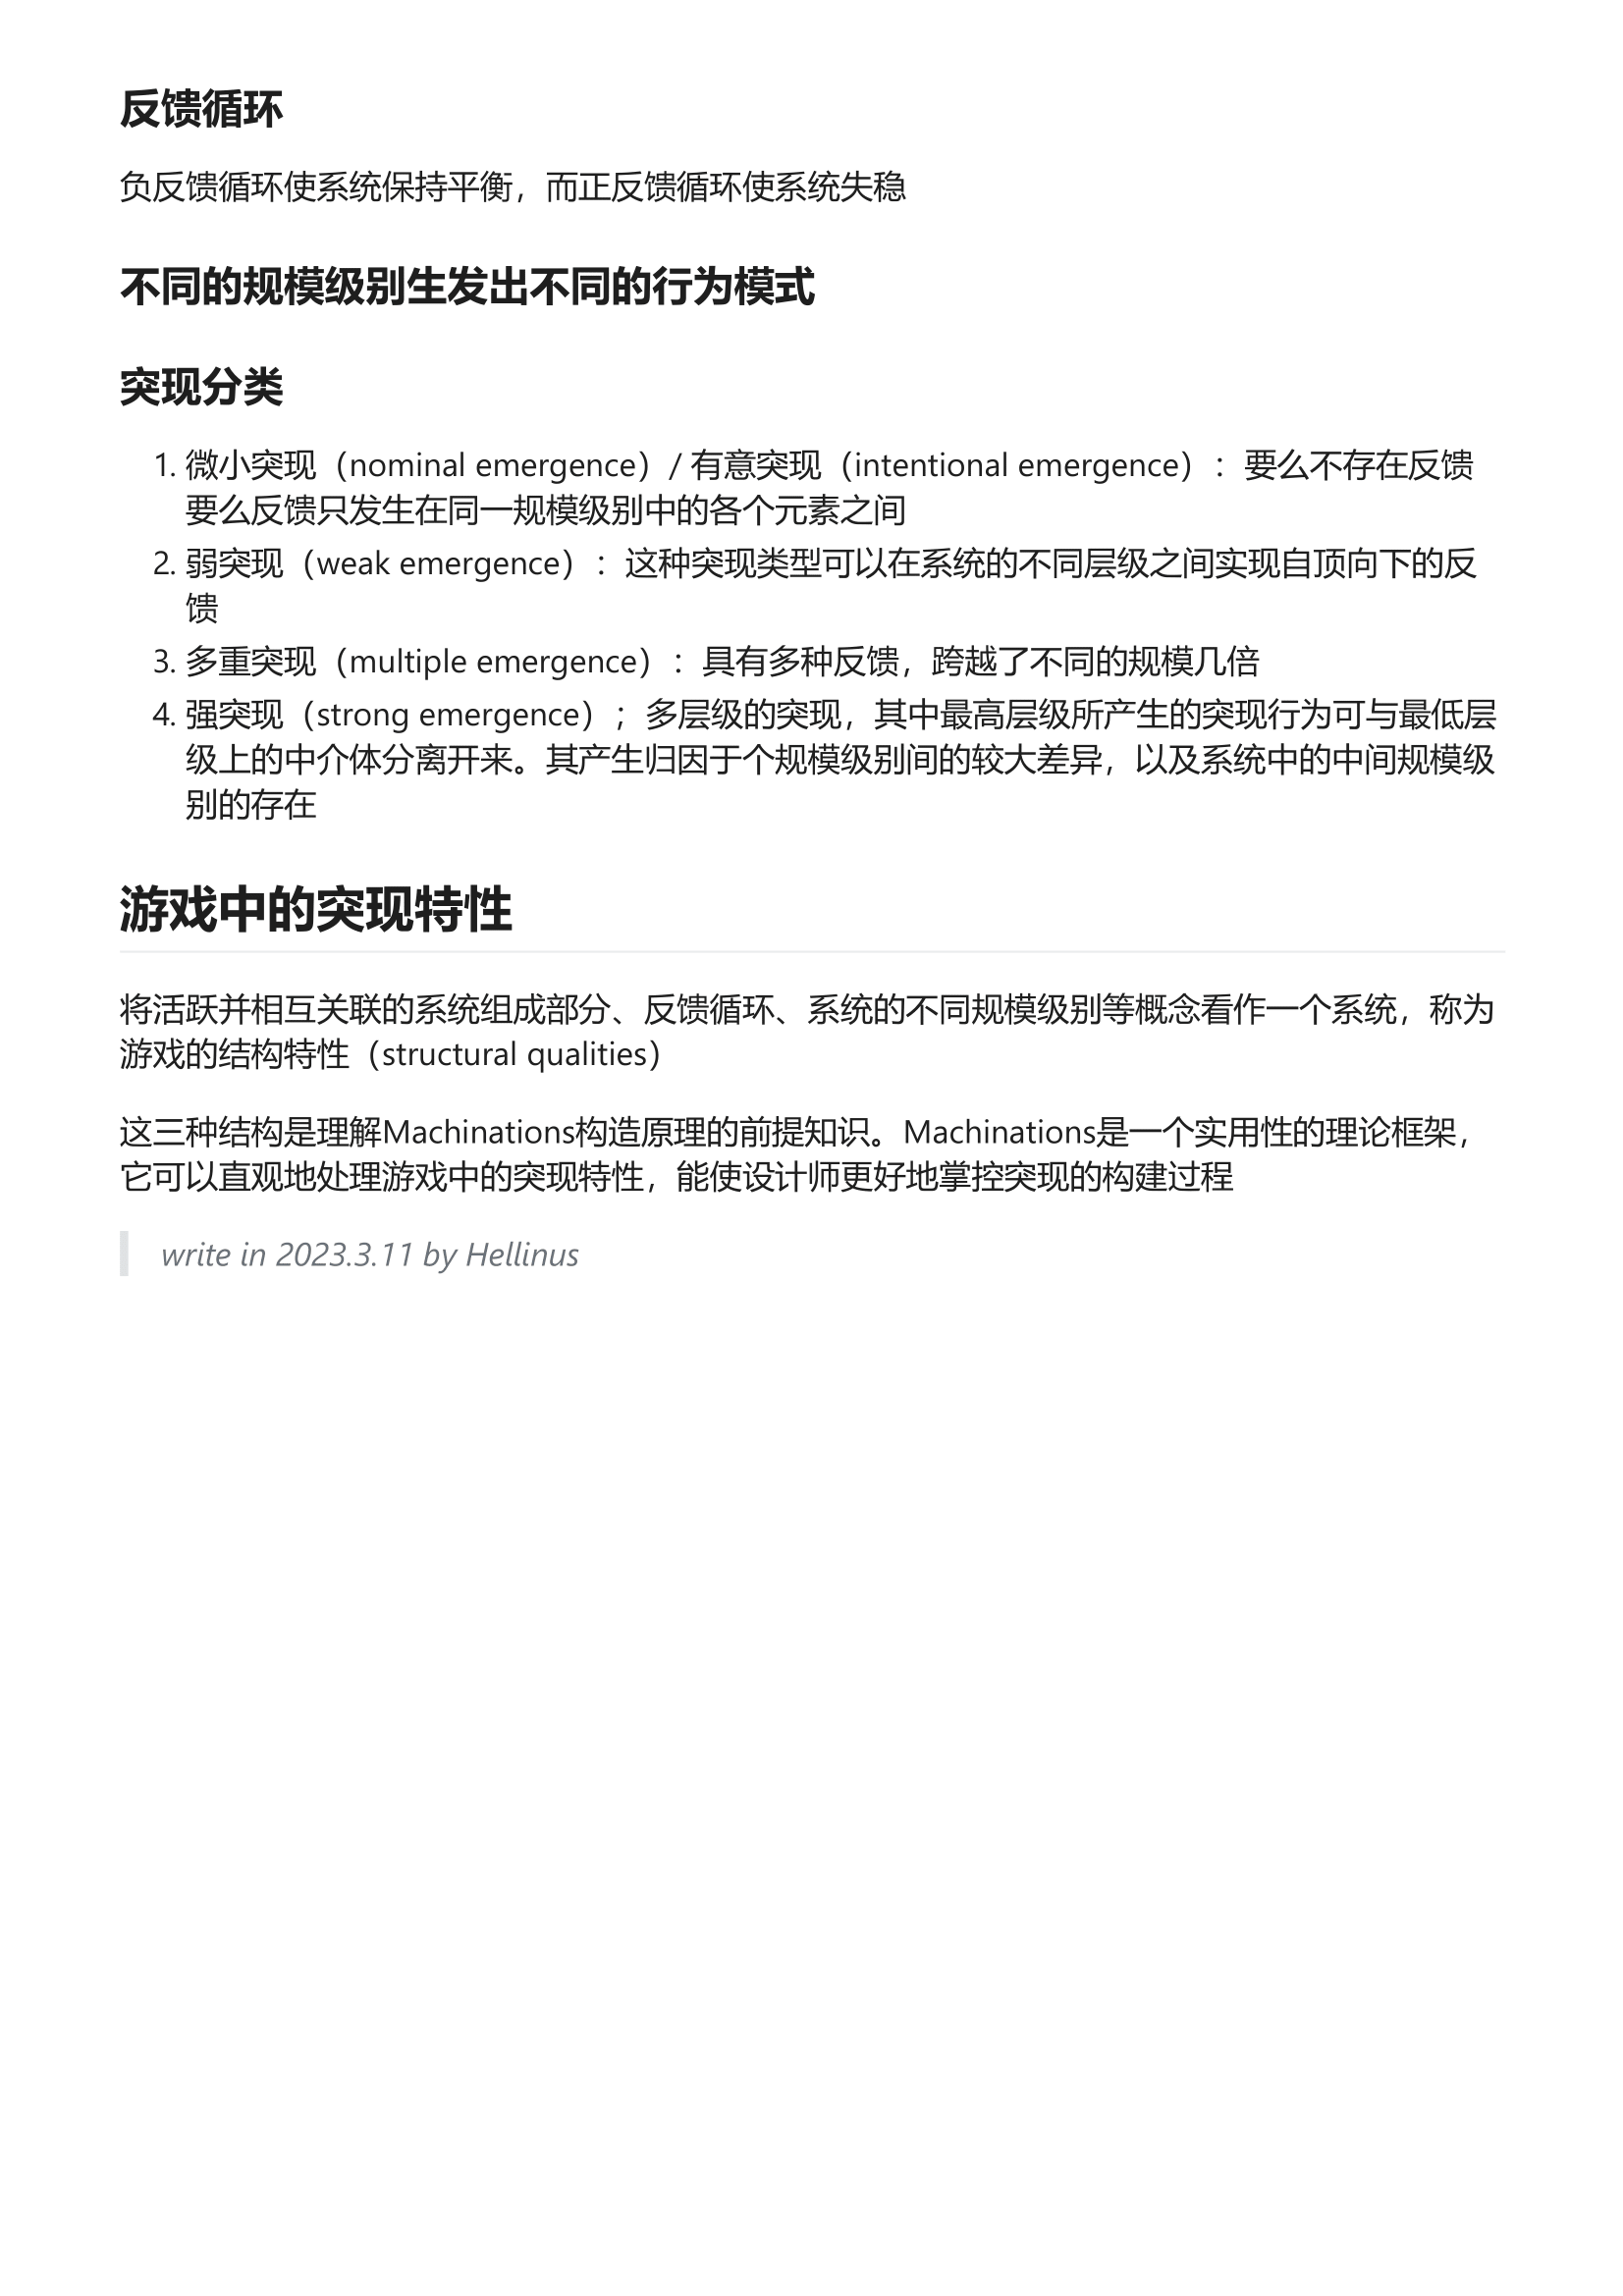 反馈循环
负反馈循环使系统保持平衡，而正反馈循环使系统失稳
不同的规模级别生发出不同的行为模式
突现分类
1. 微小突现（nominal emergence）/ 有意突现（intentional emergence）：要么不存在反馈
要么反馈只发生在同一规模级别中的各个元素之间
2. 弱突现（weak emergence）：这种突现类型可以在系统的不同层级之间实现自顶向下的反
馈
3. 多重突现（multiple emergence）：具有多种反馈，跨越了不同的规模几倍
4. 强突现（strong emergence）；多层级的突现，其中最高层级所产生的突现行为可与最低层
级上的中介体分离开来。其产生归因于个规模级别间的较大差异，以及系统中的中间规模级
别的存在
游戏中的突现特性
将活跃并相互关联的系统组成部分、反馈循环、系统的不同规模级别等概念看作一个系统，称为
游戏的结构特性（structural qualities）
这三种结构是理解Machinations构造原理的前提知识。Machinations是一个实用性的理论框架，
它可以直观地处理游戏中的突现特性，能使设计师更好地掌控突现的构建过程
write in 2023.3.11 by Hellinus